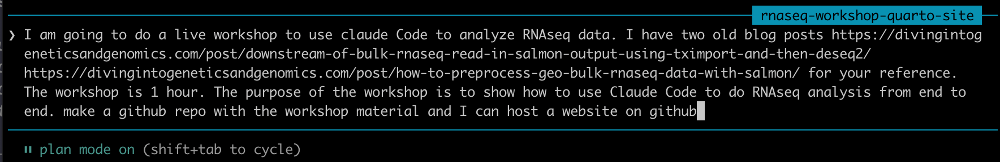 rnaseq-workshop-quarto-site
❯ I am going to do a live workshop to use claude Code to analyze RNAseq data. I have two old blog posts https://divingintog
eneticsandgenomics.com/post/downstream-of-bulk-rnaseq-read-in-salmon-output-using-tximport-and-then-deseq2/
https://divingintogeneticsandgenomics.com/post/how-to-preprocess-geo-bulk-rnaseq-data-with-salmon/ for your reference.
The workshop is 1 hour. The purpose of the workshop is to show how to use Claude Code to do RNAseq analysis from end to
end. make a github repo with the workshop material and I can host a website on github
⏸ plan mode on (shift+tab to cycle)